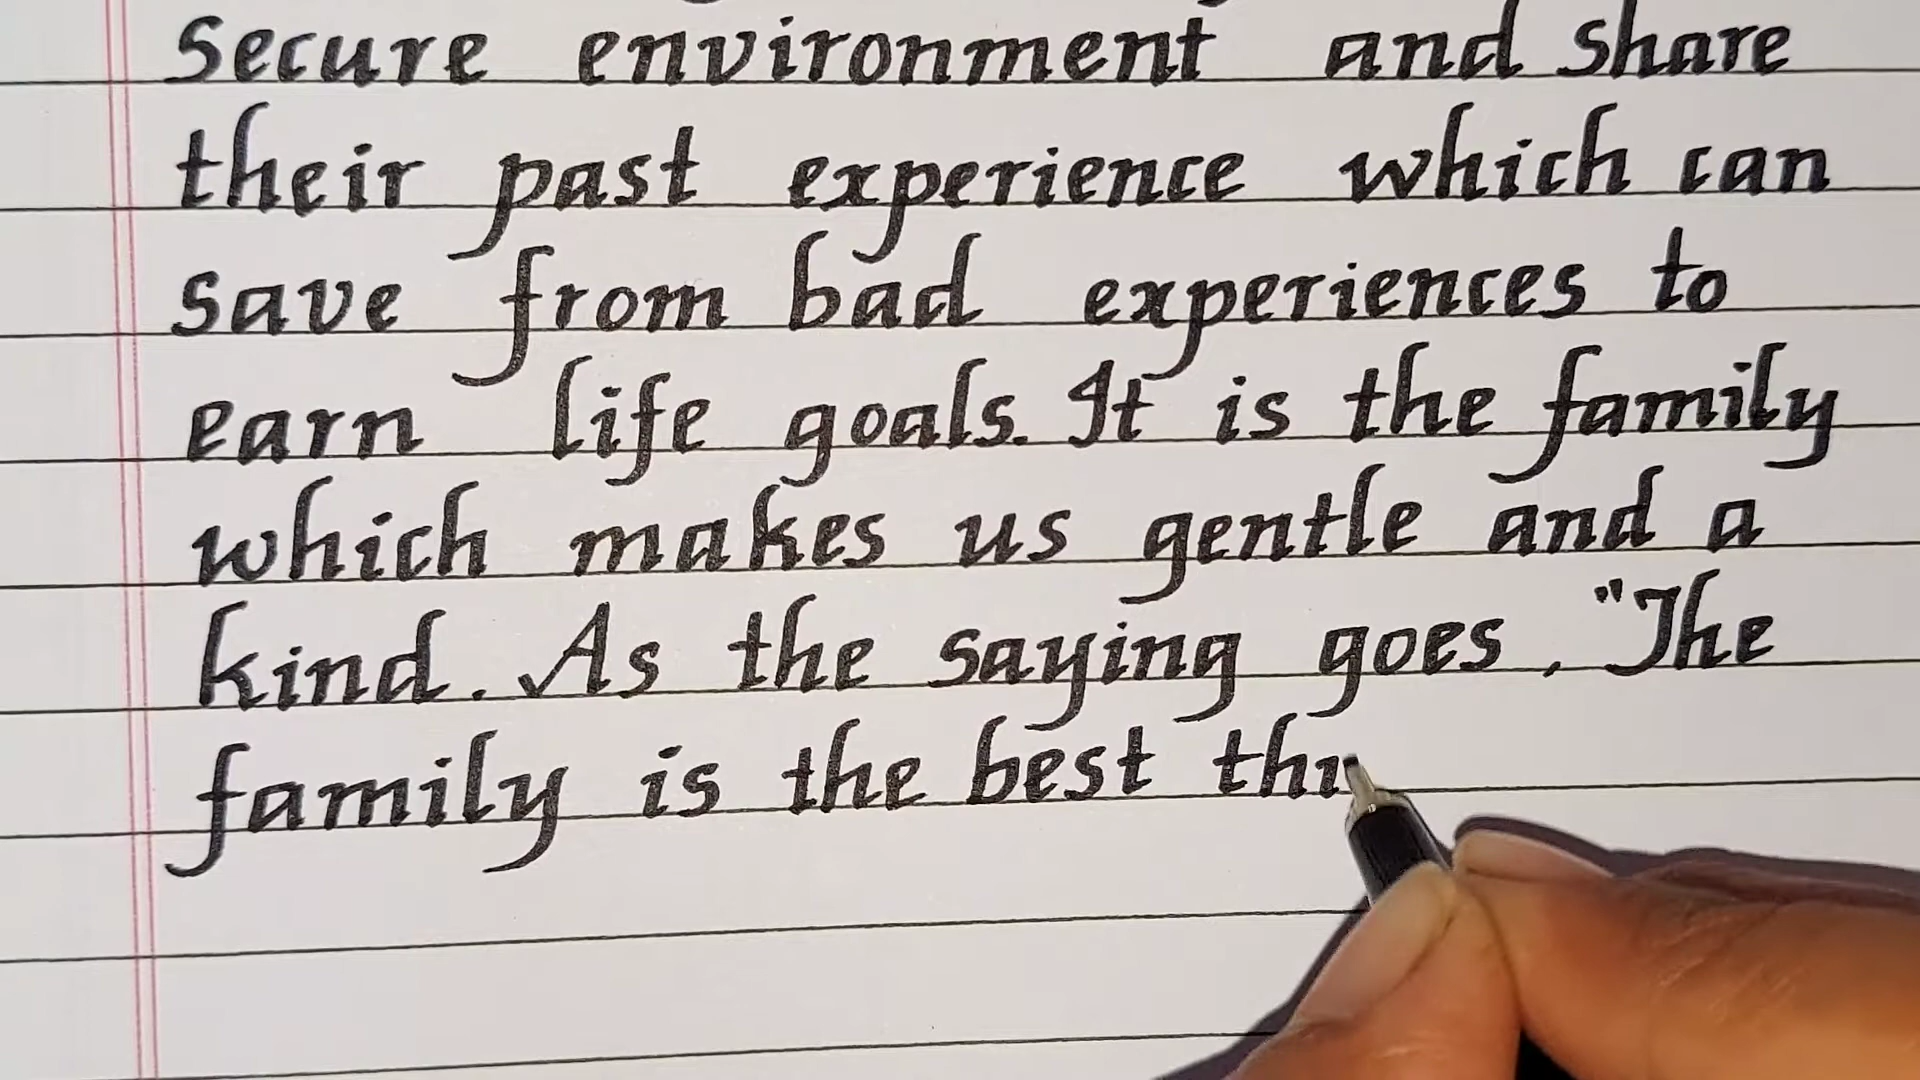 secure environment and share
their past experience which can
save from bad experiences to
earn life goals. It is the family
which makes us gentle and a
kind. As the saying goes, "The
family is the best thi